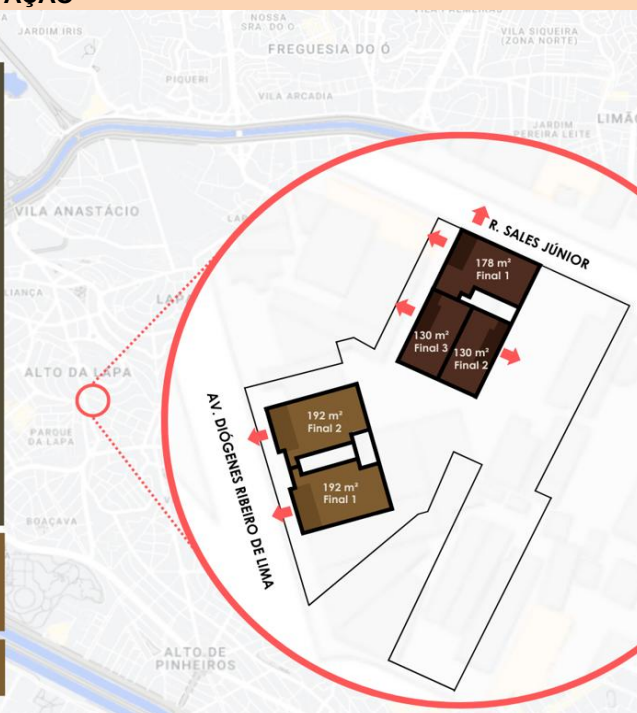 AÇÃO
JARDIM IRIS
NOSSA
SRA. DO Ó
FREGUESIA DO Ó
VILA SIQUEIRA
(ZONA NORTE)
PIQUERI
VILA ARCADIA
JARDIM
PEREIRA LEITE
LIMÃO
VILA ANASTÁCIO
LAPA
ALTO DA LAPA
PARQUE
DA LAPA
BOAÇAVA
ALTO DE
PINHEIROS
R. SALES JÚNIOR
178 m²
Final 1
130 m²
Final 3
130 m²
Final 2
AV. DIÓGENES RIBEIRO DE LIMA
192 m²
Final 2
192 m²
Final 1